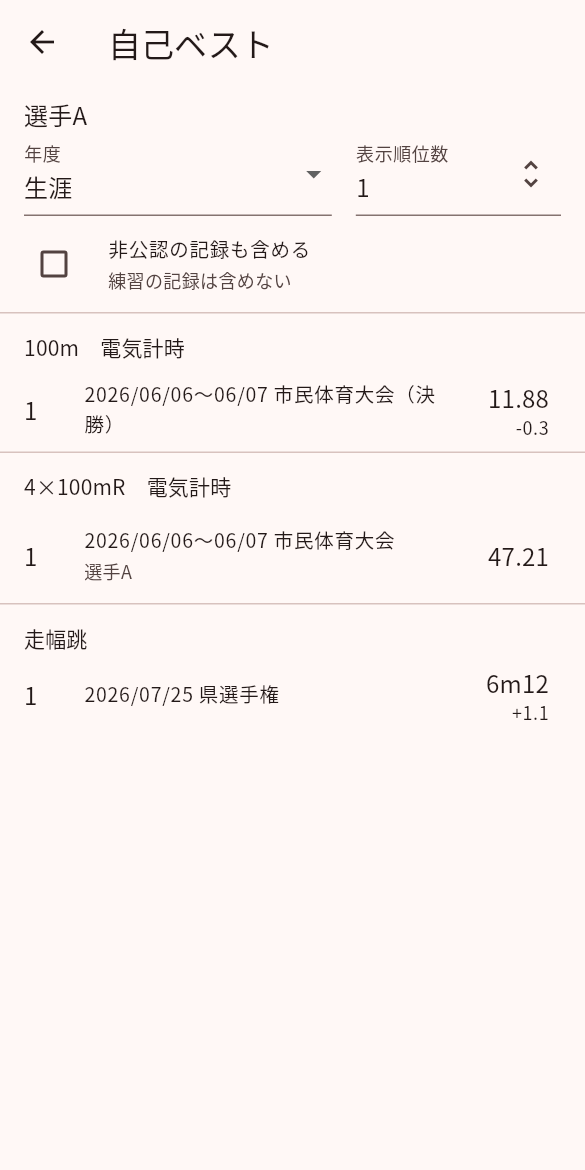 自己ベスト
選手A
年度
表示順位数
生涯
1
非公認の記録も含める
練習の記録は含めない
100m　電気計時
1
2026/06/06〜06/07 市民体育大会（決
勝）
11.88
-0.3
4×100mR　電気計時
1
2026/06/06〜06/07 市民体育大会
選手A
47.21
走幅跳
1
2026/07/25 県選手権
6m12
+1.1